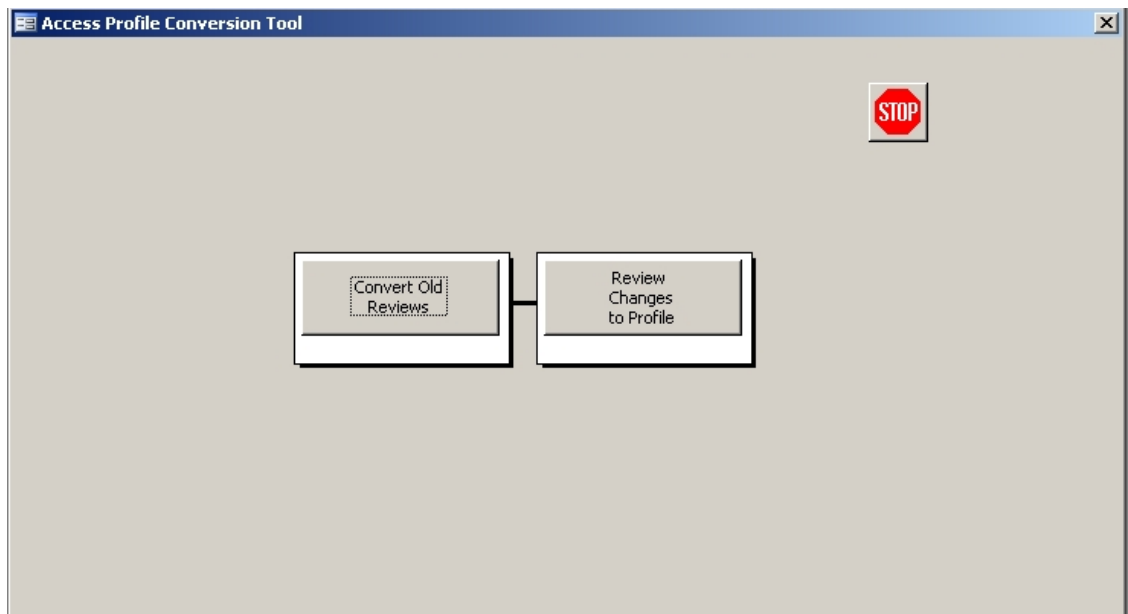 Access Profile Conversion Tool
STOP
Convert Old
Reviews
Review
Changes
to Profile